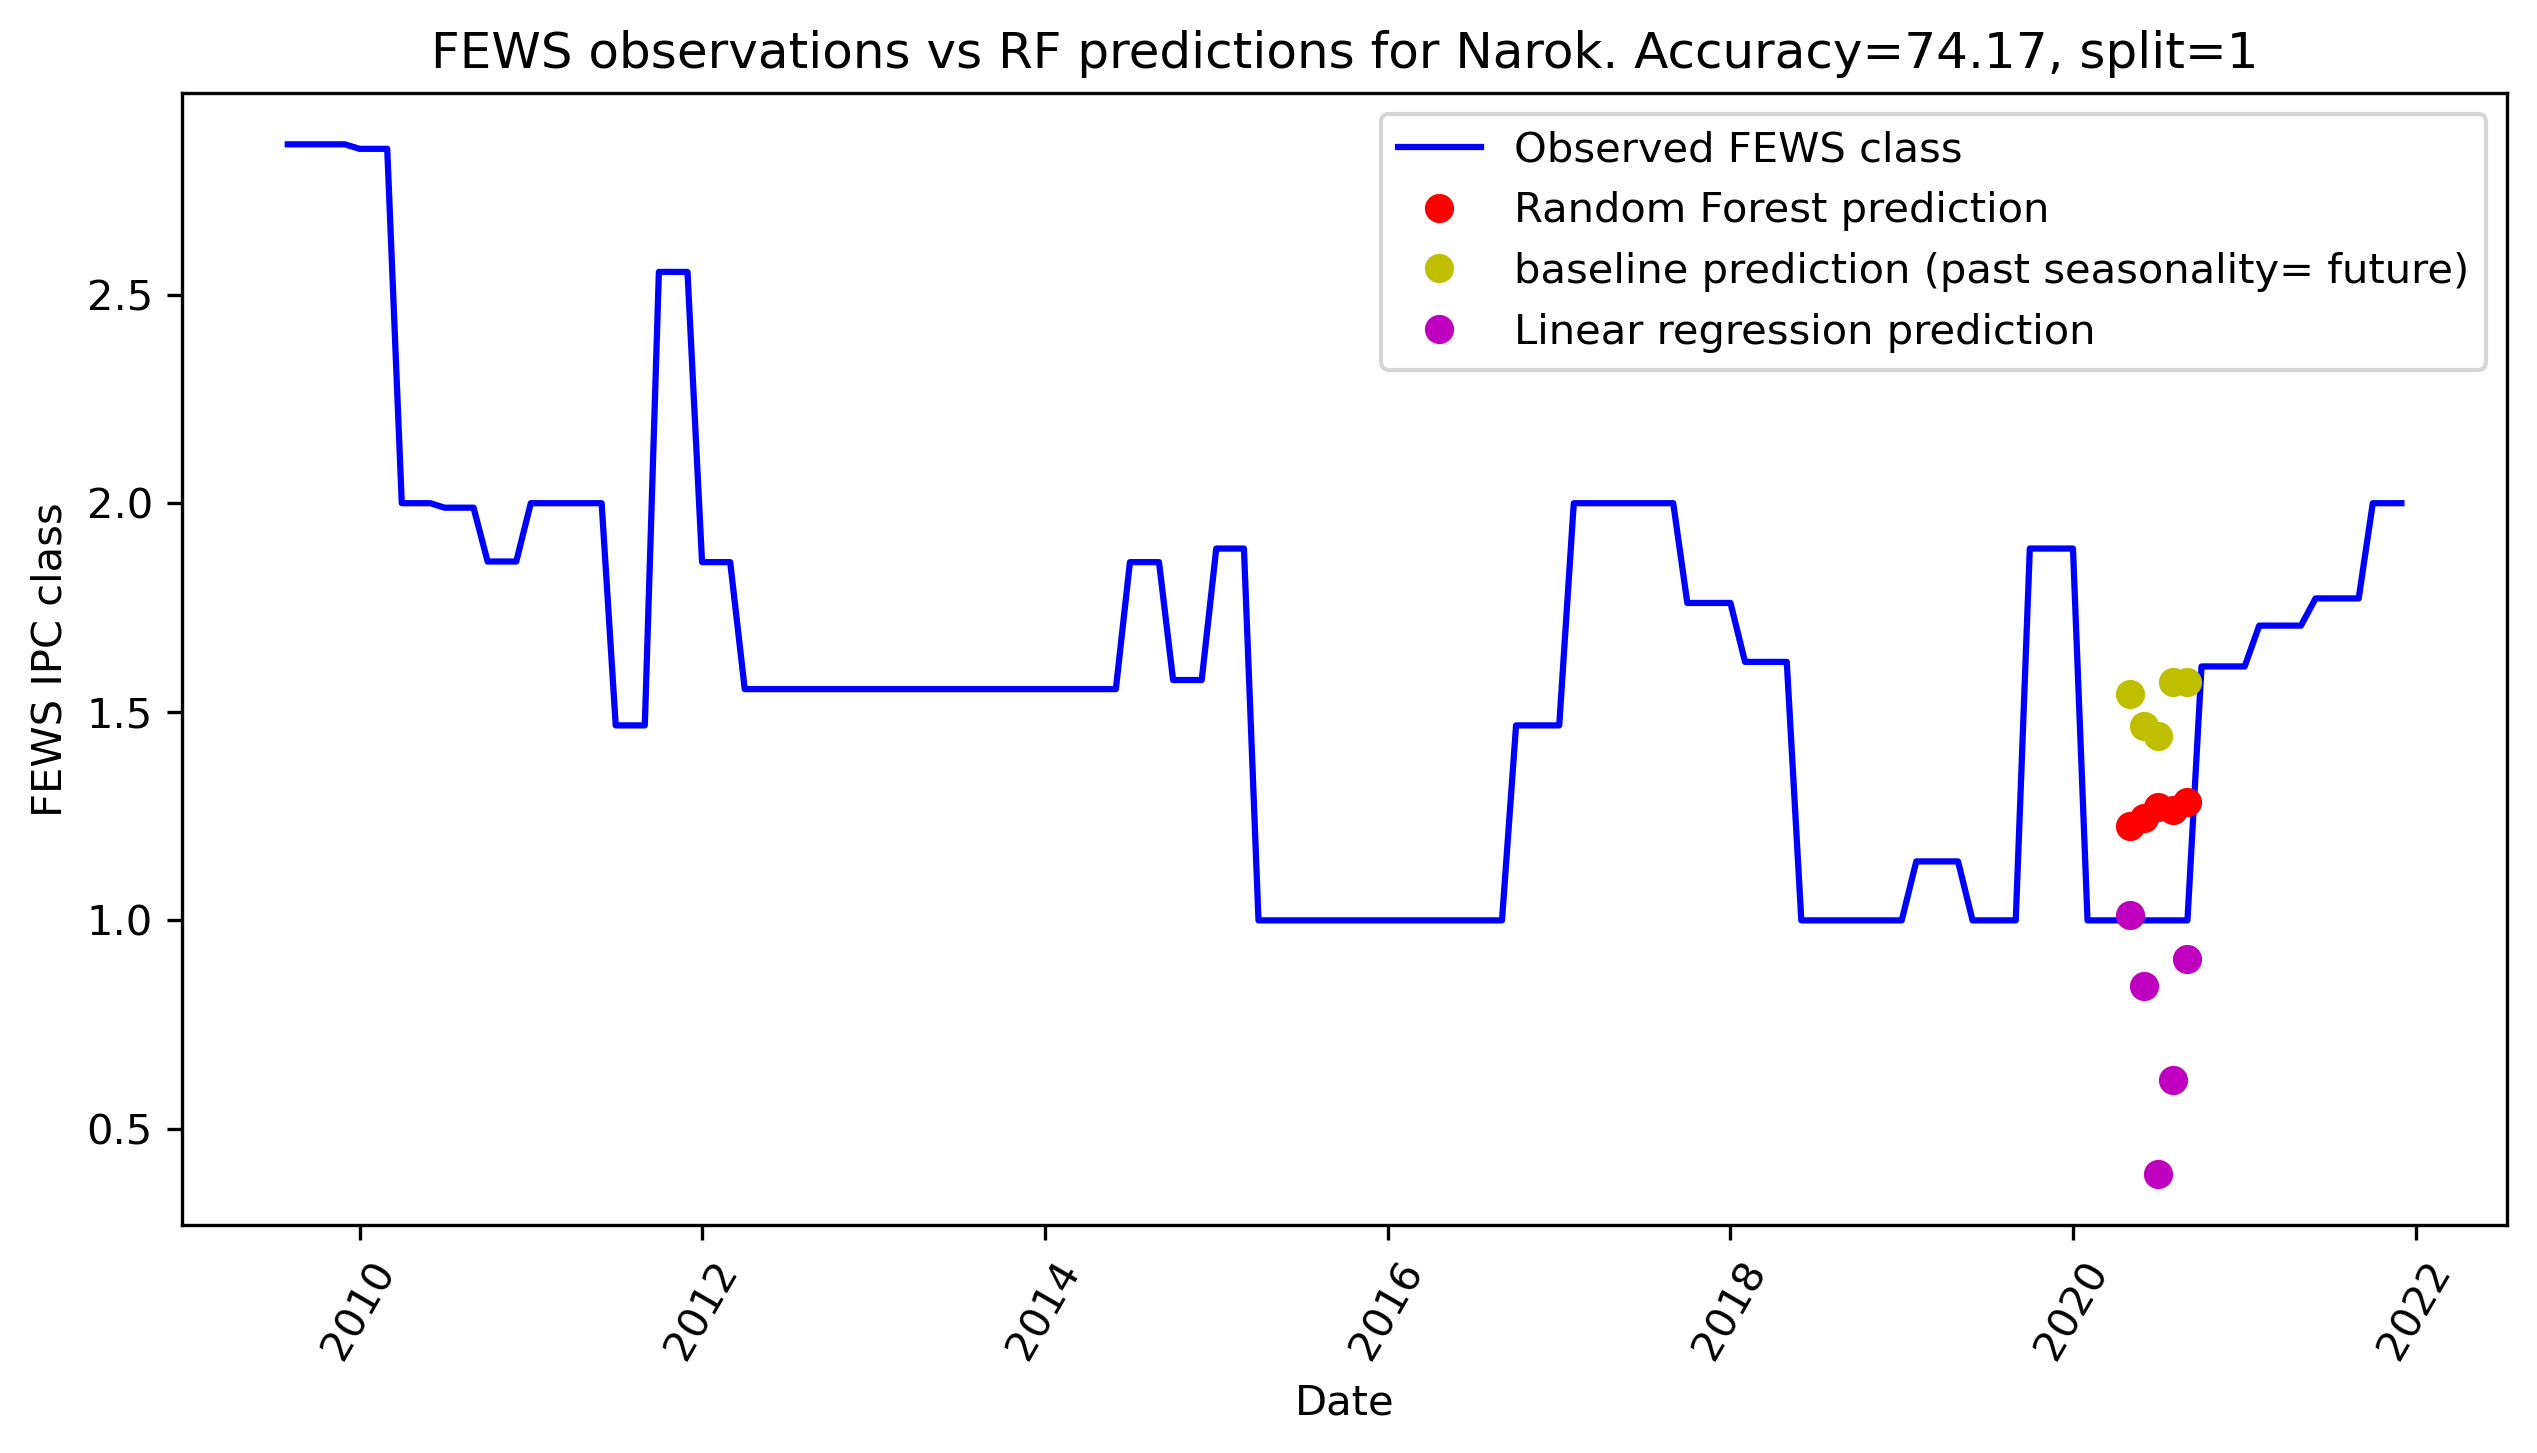 FEWS observations vs RF predictions for Narok. Accuracy=74.17, split=1
Observed FEWS class
Random Forest prediction
baseline prediction (past seasonality= future)
Linear regression prediction
FEWS IPC class
2.5
2.0
1.5
1.0
0.5
2010
2012
2014
2016
2018
2020
2022
Date